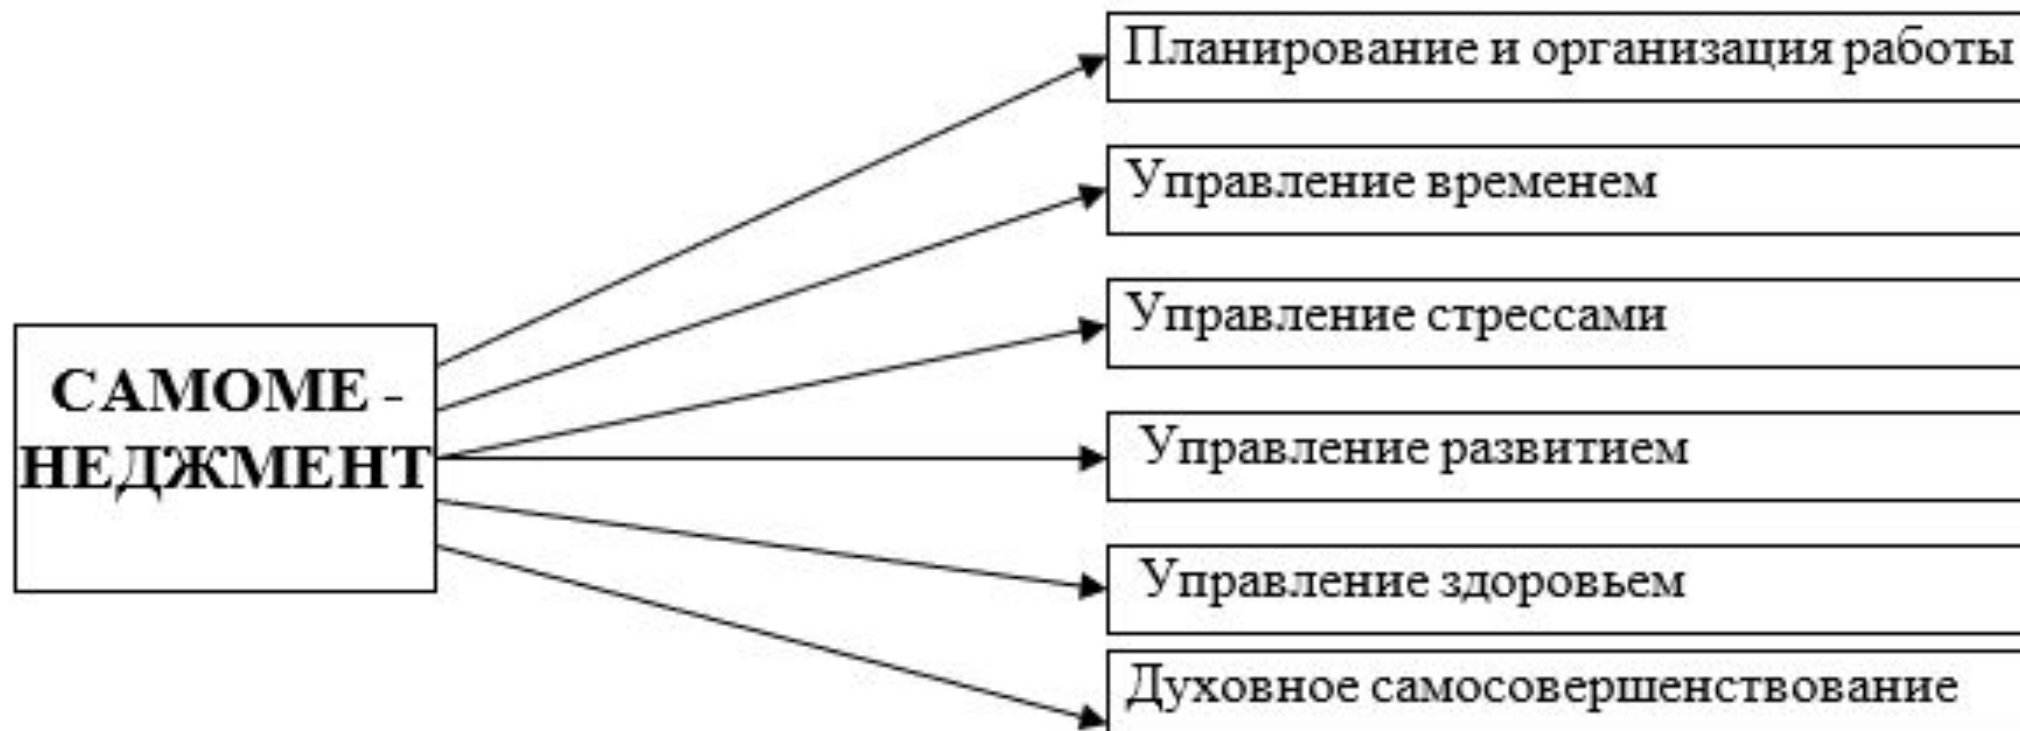 САМОМЕ -
НЕДЖМЕНТ
Планирование и организация работы
Управление временем
Управление стрессами
Управление развитием
Управление здоровьем
Духовное самосовершенствование